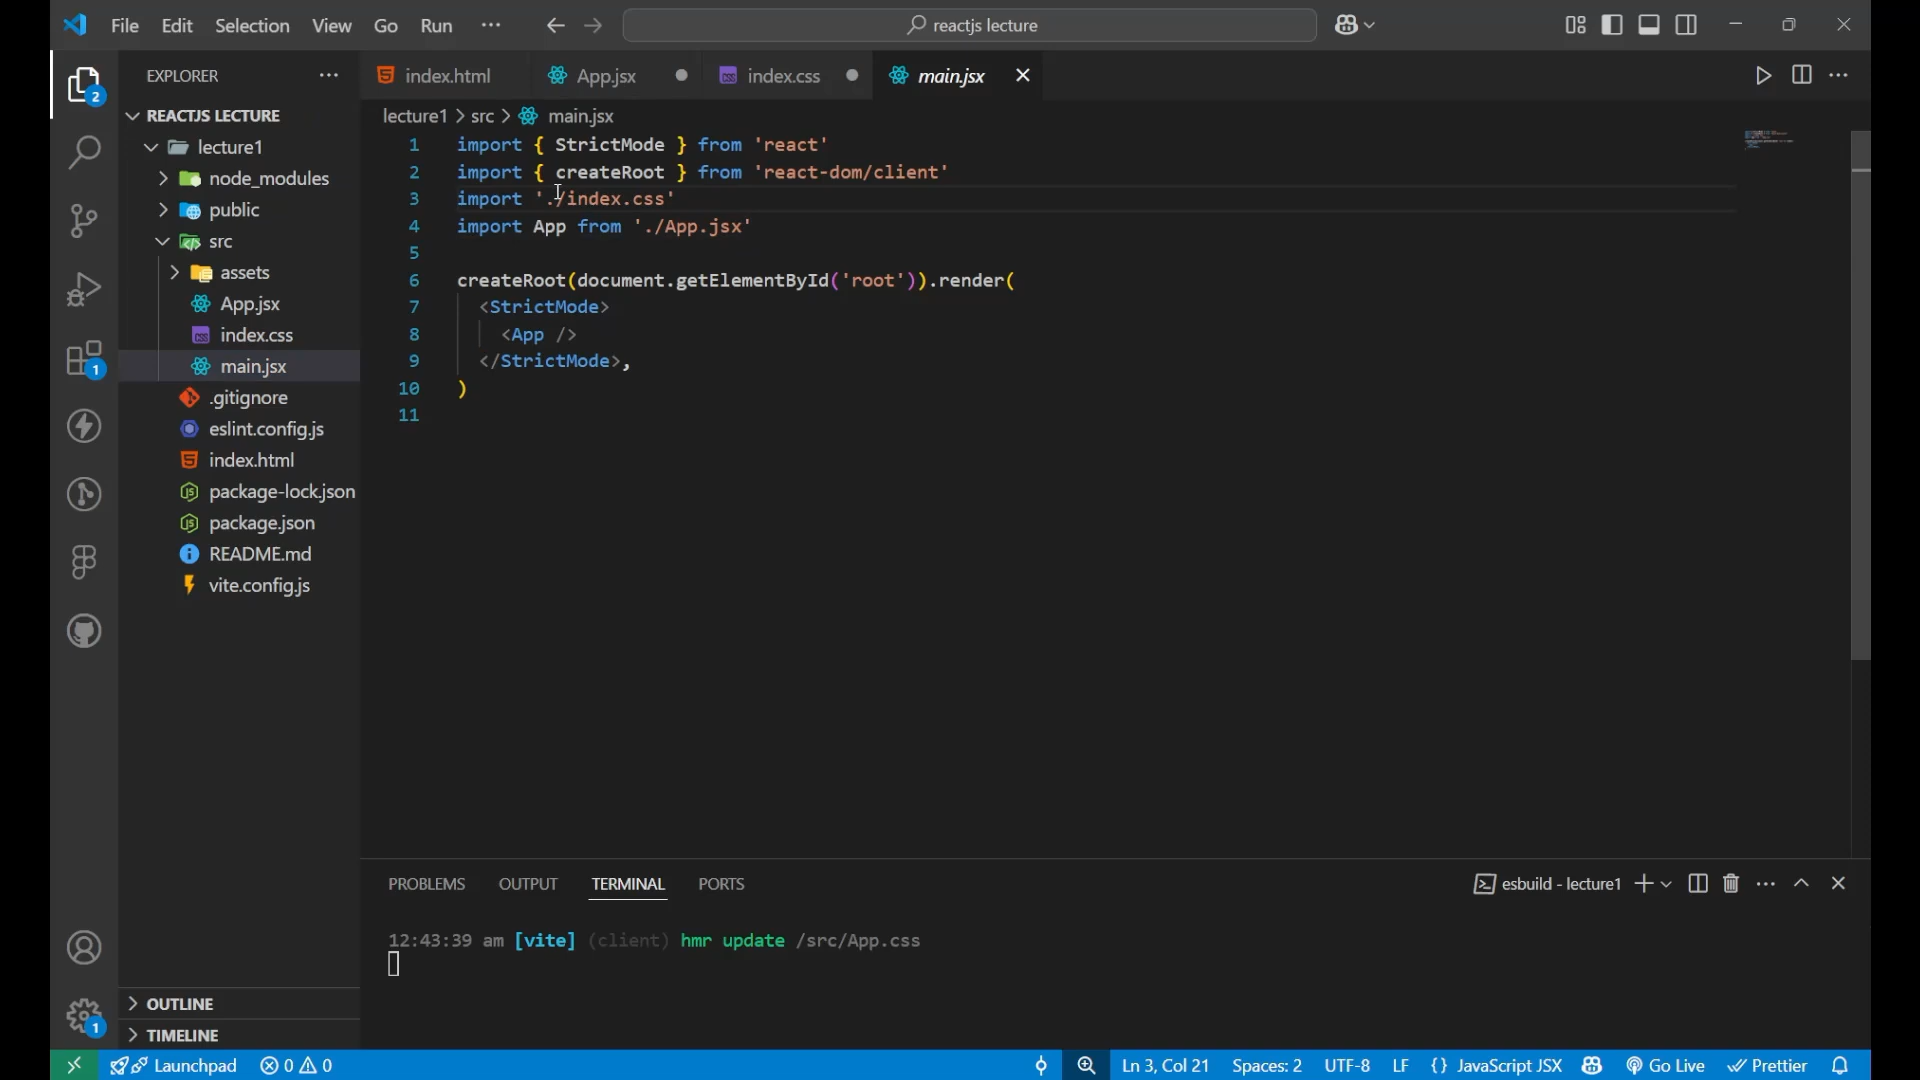 File Edit Selection View Go Run ··· reactjs lecture
EXPLORER ···
2
REACTJS LECTURE
lecture1
node_modules
public
src
assets
App.jsx
index.css
main.jsx
.gitignore
eslint.config.js
index.html
package-lock.json
package.json
README.md
vite.config.js
1
OUTLINE
TIMELINE
1
index.html App.jsx index.css main.jsx
lecture1 > src > main.jsx
1 import { StrictMode } from 'react'
2 import { createRoot } from 'react-dom/client'
3 import './index.css'
4 import App from './App.jsx'
5
6 createRoot(document.getElementById('root')).render(
7 <StrictMode>
8 <App />
9 </StrictMode>,
10 )
11
PROBLEMS OUTPUT TERMINAL PORTS esbuild - lecture1
12:43:39 am [vite] (client) hmr update /src/App.css
Launchpad 0 0 Ln 3, Col 21 Spaces: 2 UTF-8 LF {} JavaScript JSX Go Live Prettier